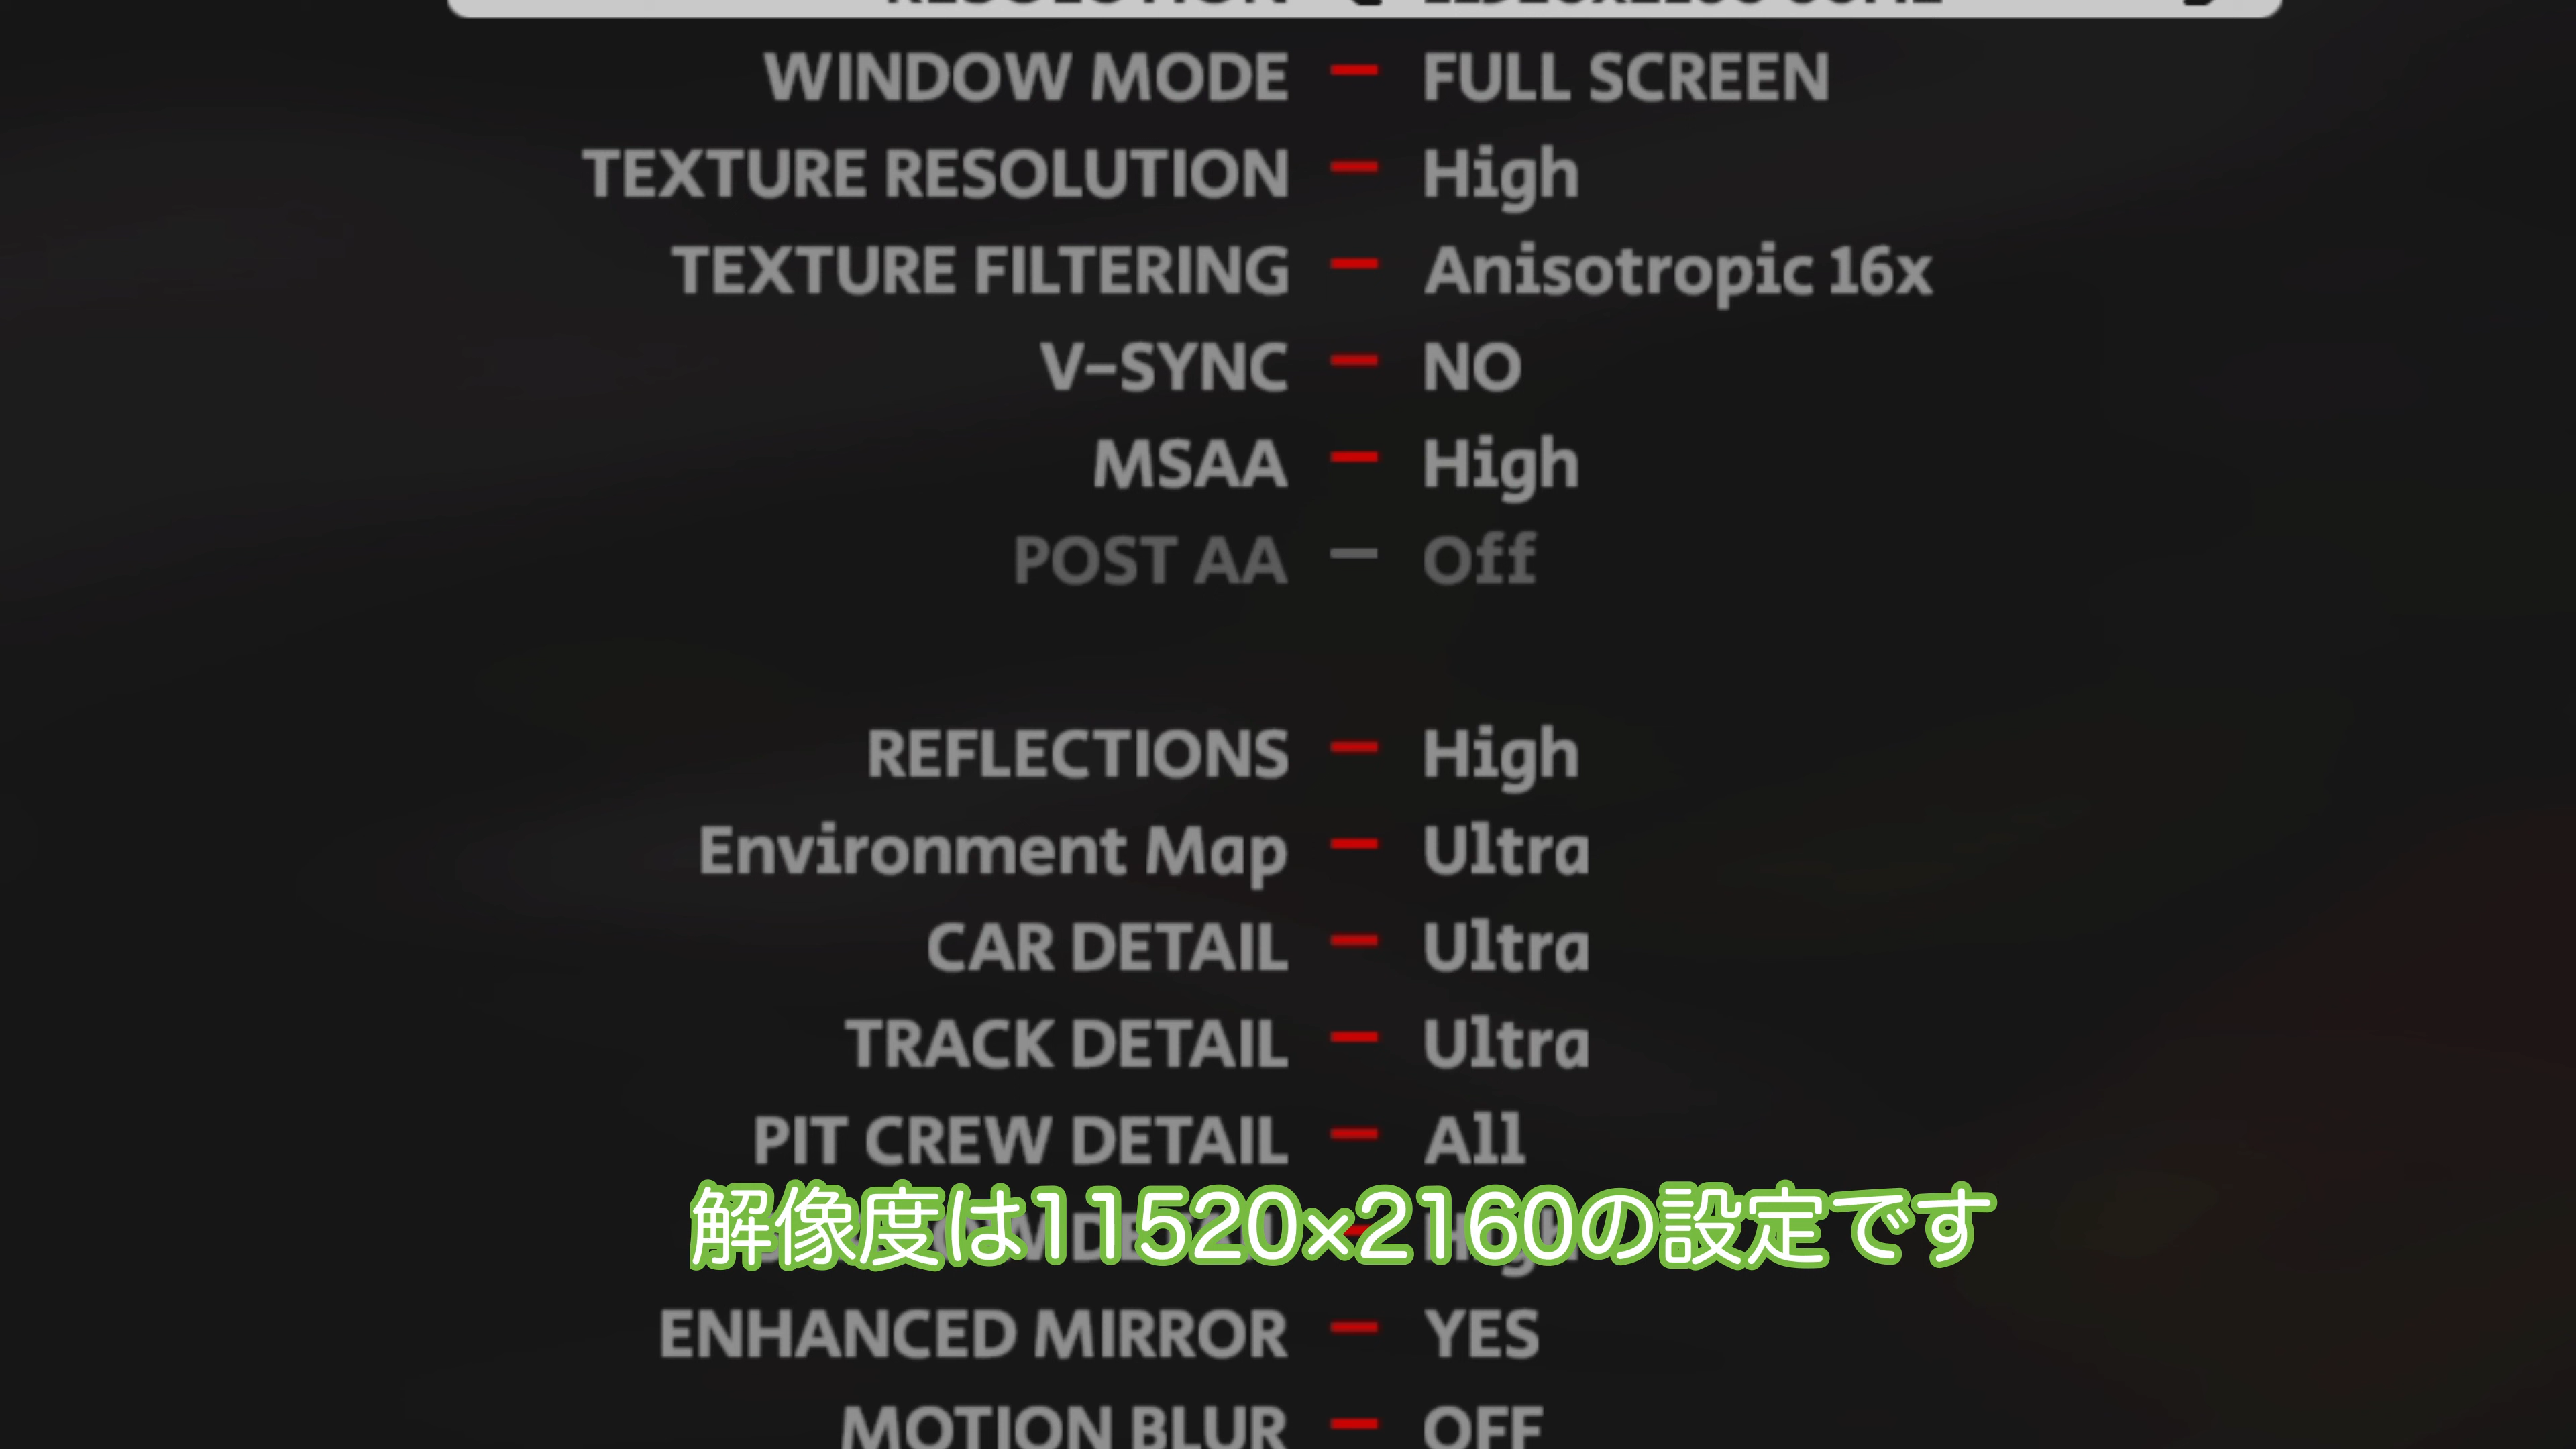 RESOLUTION
WINDOW MODE — FULL SCREEN
TEXTURE RESOLUTION — High
TEXTURE FILTERING — Anisotropic 16x
V-SYNC — NO
MSAA — High
POST AA — Off
REFLECTIONS — High
Environment Map — Ultra
CAR DETAIL — Ultra
TRACK DETAIL — Ultra
PIT CREW DETAIL — All
解像度は11520×2160の設定です
ENHANCED MIRROR — YES
MOTION BLUR — OFF